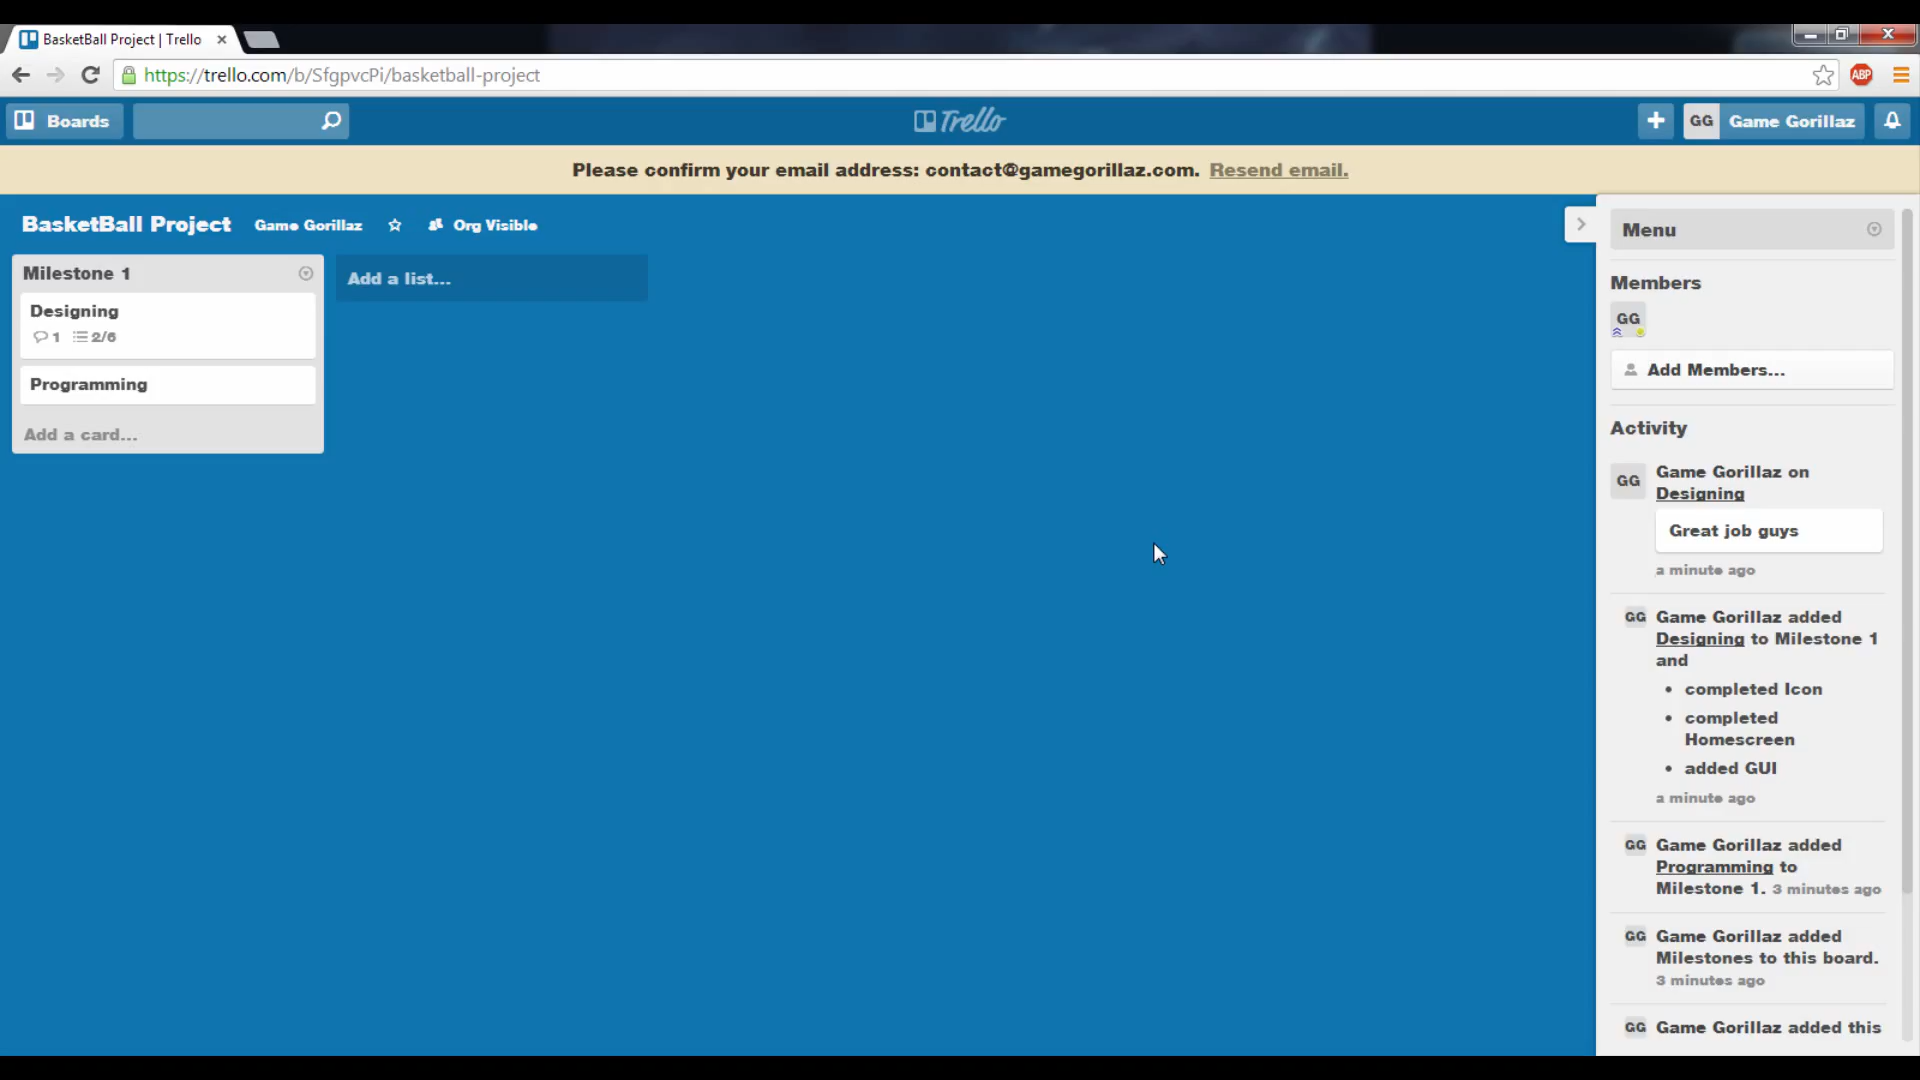 BasketBall Project | Trello
https://trello.com/b/SfgpvcPi/basketball-project
ABP
Boards
Trello
GG
Game Gorillaz
Please confirm your email address: contact@gamegorillaz.com. Resend email.
BasketBall Project
Game Gorillaz
Org Visible
Milestone 1
Designing
1
2/6
Programming
Add a card...
Add a list...
Menu
Members
GG
Add Members...
Activity
GG
Game Gorillaz on
Designing
Great job guys
a minute ago
GG
Game Gorillaz added
Designing to Milestone 1
and
• completed Icon
• completed
Homescreen
• added GUI
a minute ago
GG
Game Gorillaz added
Programming to
Milestone 1. 3 minutes ago
GG
Game Gorillaz added
Milestones to this board.
3 minutes ago
GG
Game Gorillaz added this